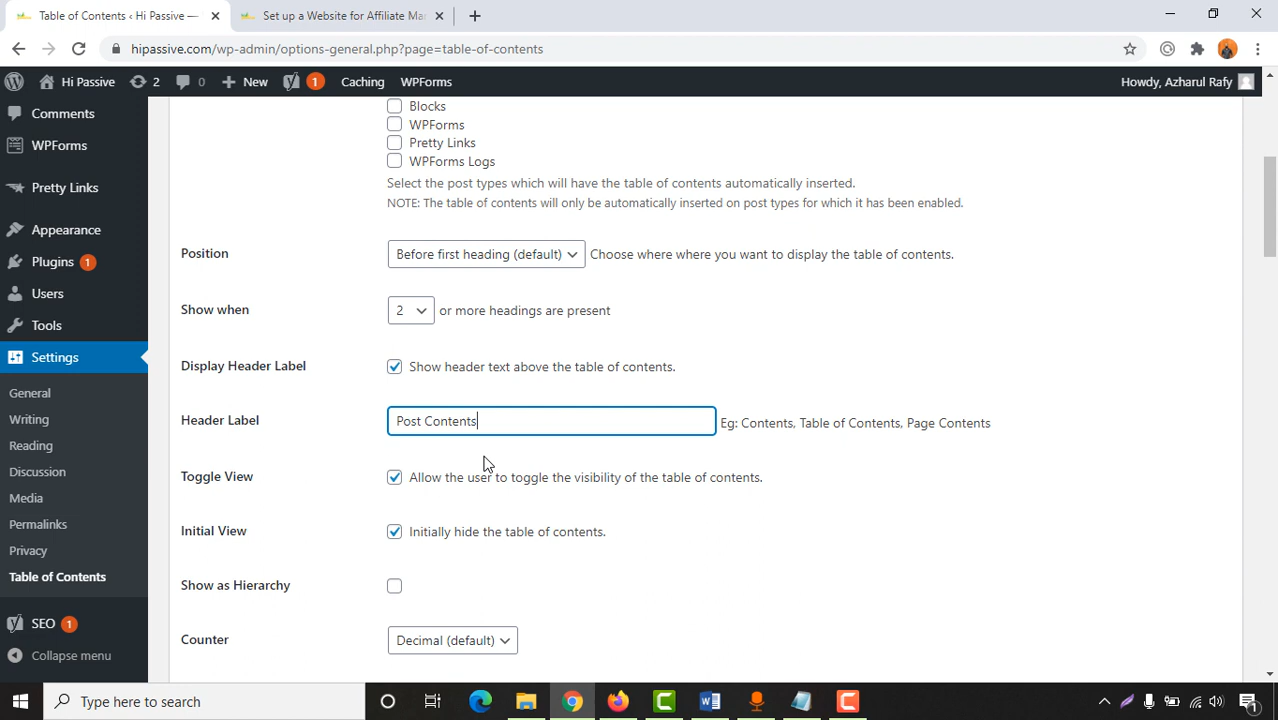 Table of Contents ‹ Hi Passive —
Set up a Website for Affiliate Mar
hipassive.com/wp-admin/options-general.php?page=table-of-contents
Hi Passive 2 0 New 1 Caching WPForms Howdy, Azharul Rafy
Comments
WPForms
Pretty Links
Appearance
Plugins 1
Users
Tools
Settings
General
Writing
Reading
Discussion
Media
Permalinks
Privacy
Table of Contents
SEO 1
Collapse menu
Blocks
WPForms
Pretty Links
WPForms Logs
Select the post types which will have the table of contents automatically inserted.
NOTE: The table of contents will only be automatically inserted on post types for which it has been enabled.
Position Before first heading (default) Choose where where you want to display the table of contents.
Show when 2 or more headings are present
Display Header Label Show header text above the table of contents.
Header Label Post Contents Eg: Contents, Table of Contents, Page Contents
Toggle View Allow the user to toggle the visibility of the table of contents.
Initial View Initially hide the table of contents.
Show as Hierarchy
Counter Decimal (default)
Type here to search
1